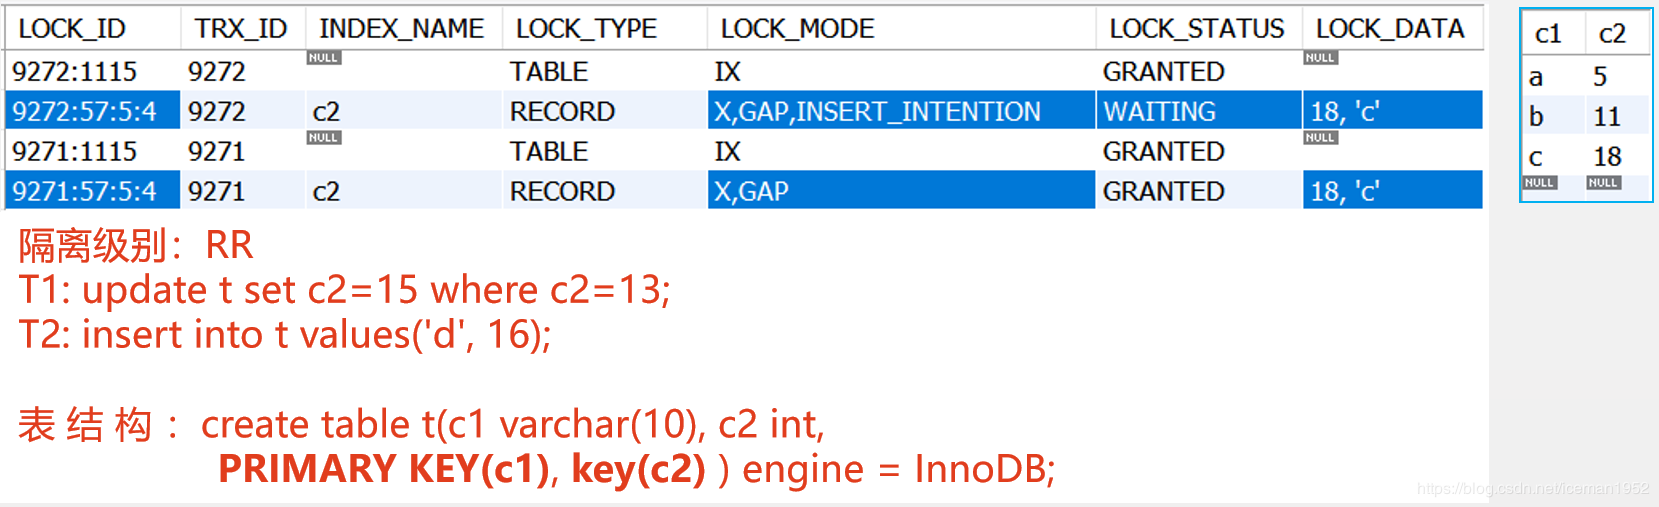 LOCK_ID TRX_ID INDEX_NAME LOCK_TYPE LOCK_MODE LOCK_STATUS LOCK_DATA
9272:1115 9272 NULL TABLE IX GRANTED NULL
9272:57:5:4 9272 c2 RECORD X,GAP,INSERT_INTENTION WAITING 18, 'c'
9271:1115 9271 NULL TABLE IX GRANTED NULL
9271:57:5:4 9271 c2 RECORD X,GAP GRANTED 18, 'c'
c1 c2
a 5
b 11
c 18
NULL NULL
隔离级别：RR
T1: update t set c2=15 where c2=13;
T2: insert into t values('d', 16);
表 结 构 ： create table t(c1 varchar(10), c2 int,
PRIMARY KEY(c1), key(c2) ) engine = InnoDB;
https://blog.csdn.net/iceman1952